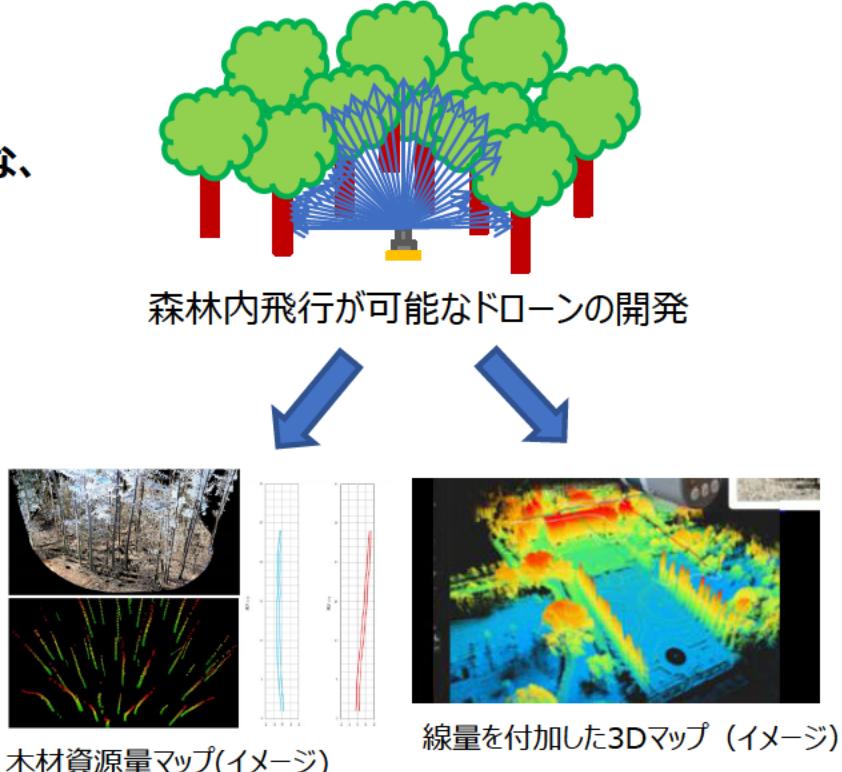 な、
森林内飛行が可能なドローンの開発
木材資源量マップ(イメージ)
線量を付加した3Dマップ（イメージ）